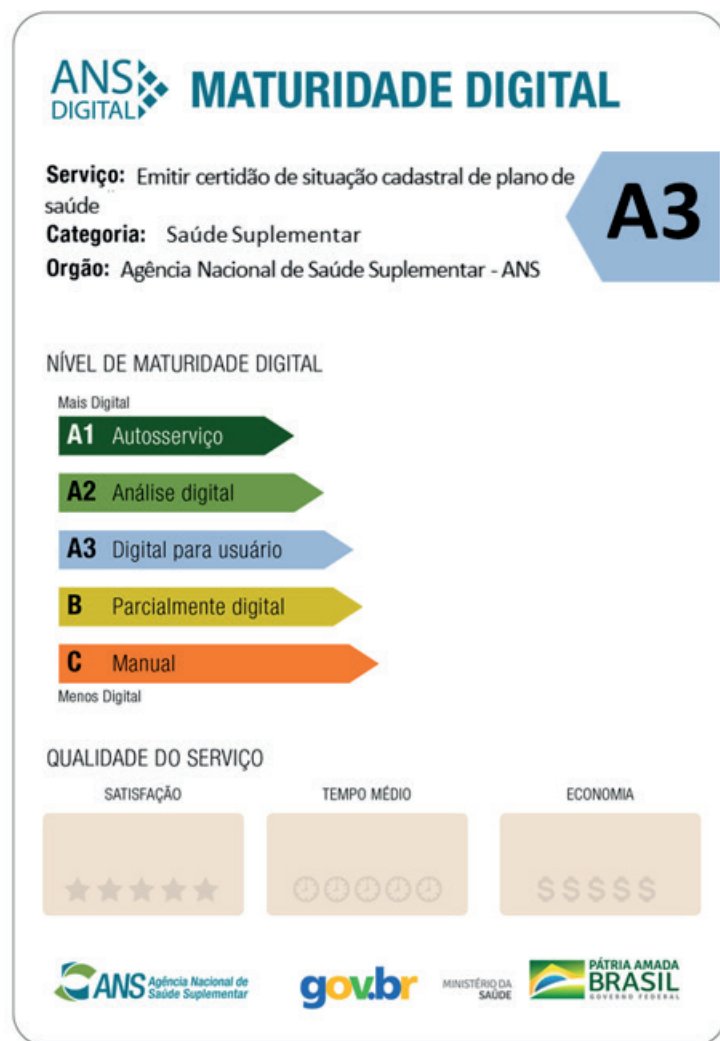 ANS
DIGITAL
MATURIDADE DIGITAL
Serviço: Emitir certidão de situação cadastral de plano de
saúde
Categoria: Saúde Suplementar
Orgão: Agência Nacional de Saúde Suplementar - ANS
A3
NÍVEL DE MATURIDADE DIGITAL
Mais Digital
A1 Autosserviço
A2 Análise digital
A3 Digital para usuário
B Parcialmente digital
C Manual
Menos Digital
QUALIDADE DO SERVIÇO
SATISFAÇÃO TEMPO MÉDIO ECONOMIA
$ $ $ $ $
ANS Agência Nacional de
Saúde Suplementar
gov.br
MINISTÉRIO DA
SAÚDE
PÁTRIA AMADA
BRASIL
GOVERNO FEDERAL